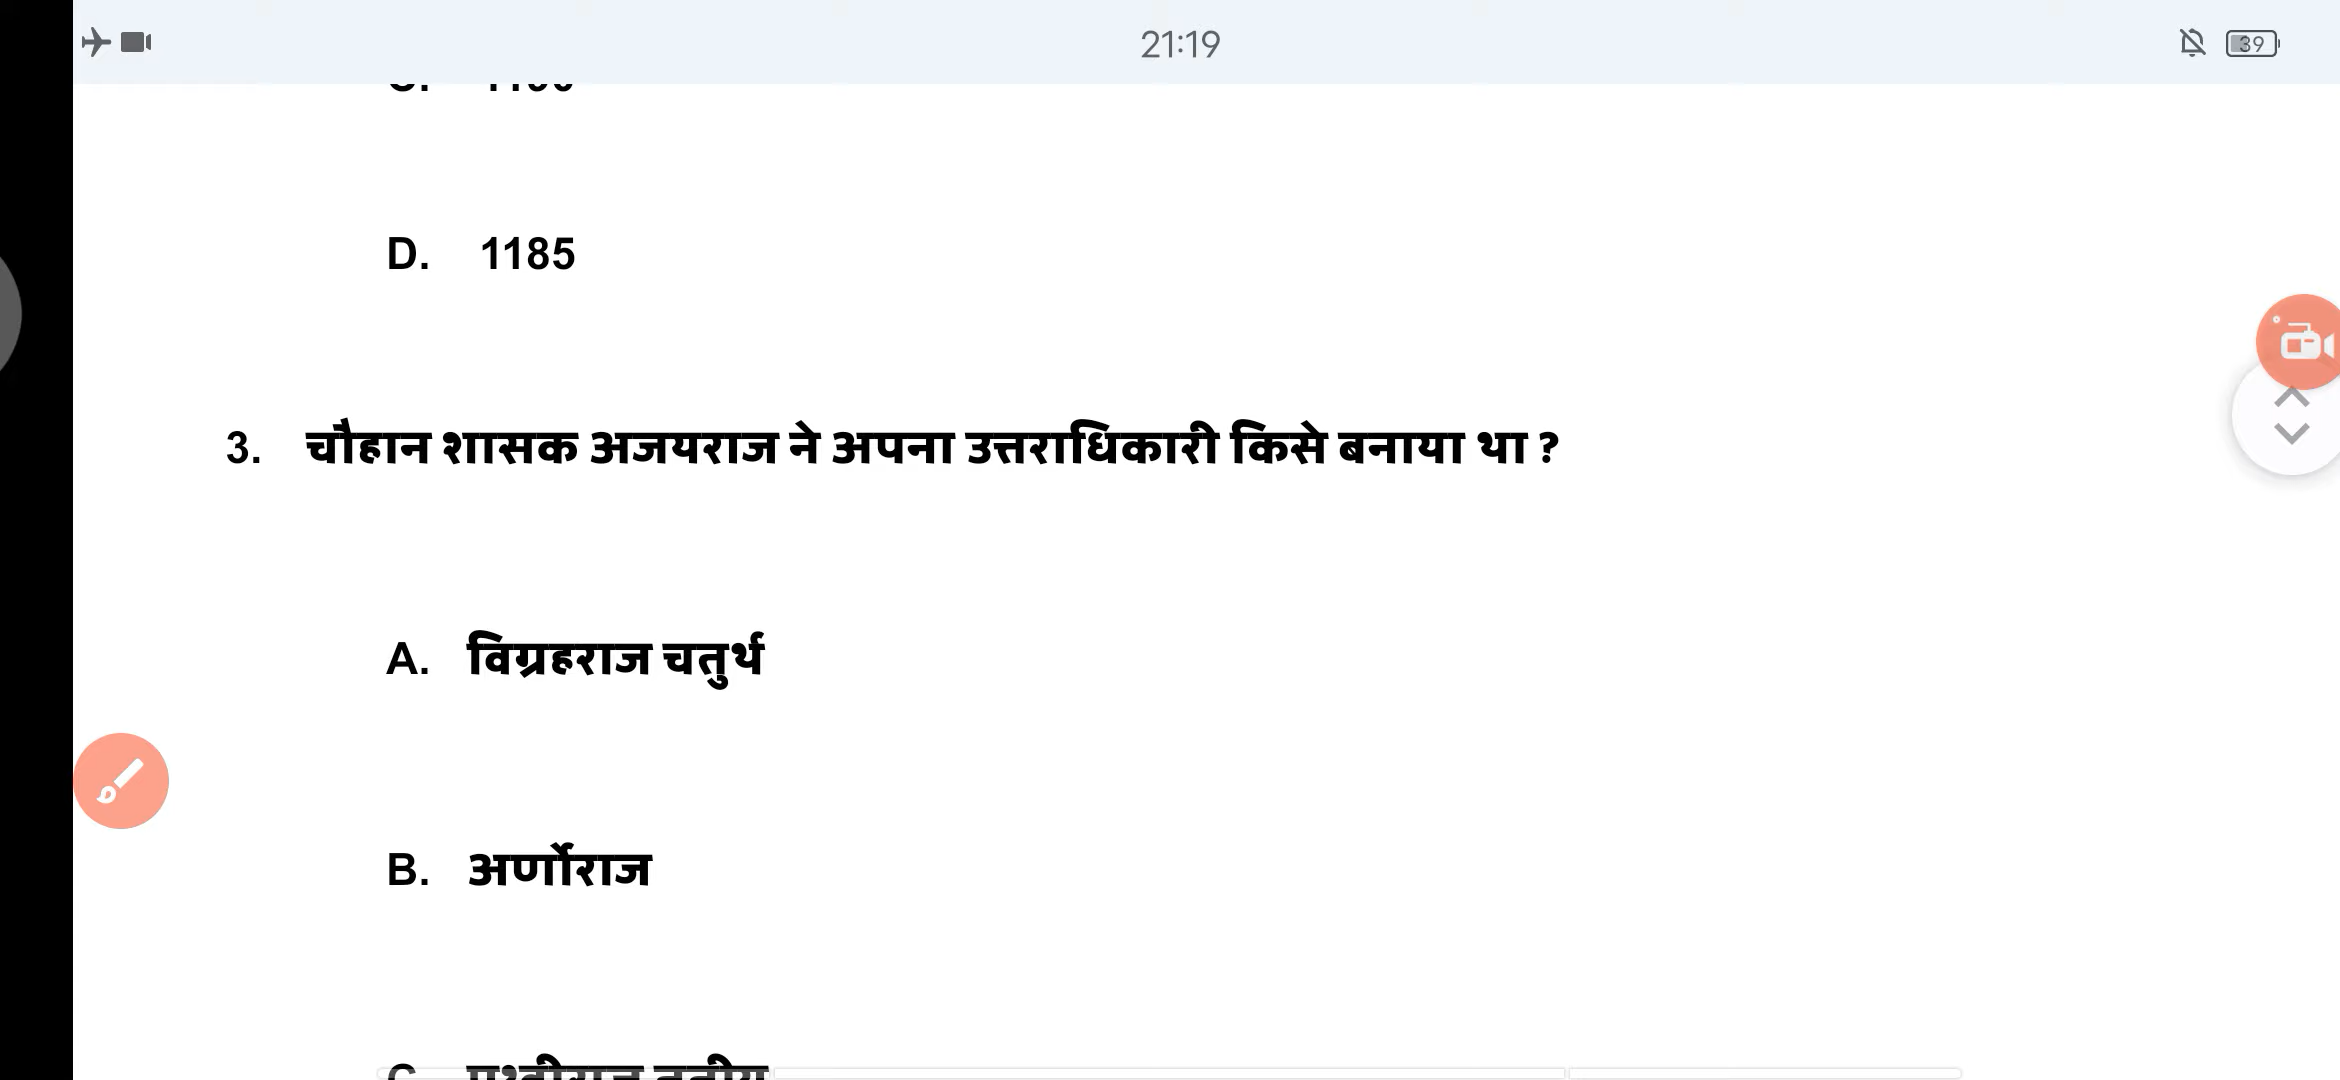 21:19
39
D. 1185
3. चौहान शासक अजयराज ने अपना उत्तराधिकारी किसे बनाया था ?
A. विग्रहराज चतुर्थ
B. अर्णोराज